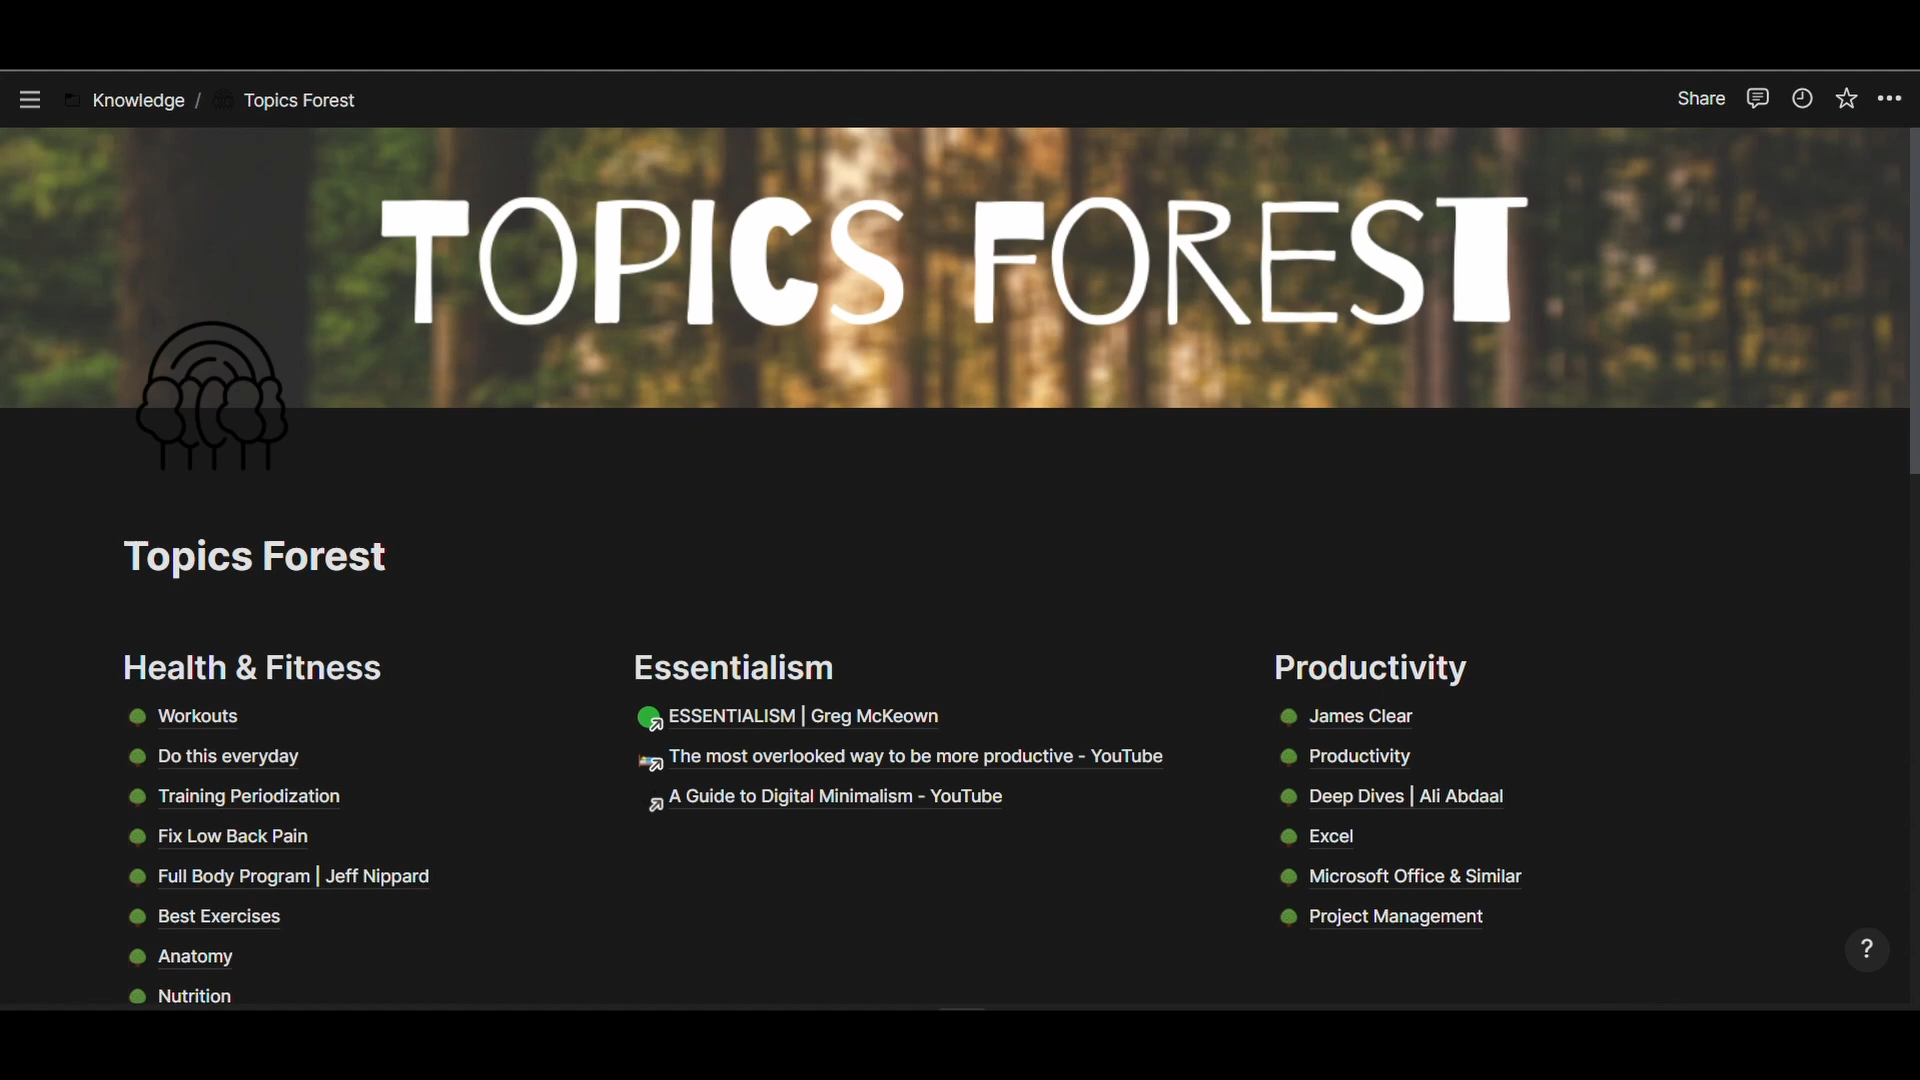 Knowledge / Topics Forest
Share
TOPICS FOREST
Topics Forest
Health & Fitness
Workouts
Do this everyday
Training Periodization
Fix Low Back Pain
Full Body Program | Jeff Nippard
Best Exercises
Anatomy
Nutrition
Essentialism
ESSENTIALISM | Greg McKeown
The most overlooked way to be more productive - YouTube
A Guide to Digital Minimalism - YouTube
Productivity
James Clear
Productivity
Deep Dives | Ali Abdaal
Excel
Microsoft Office & Similar
Project Management
?